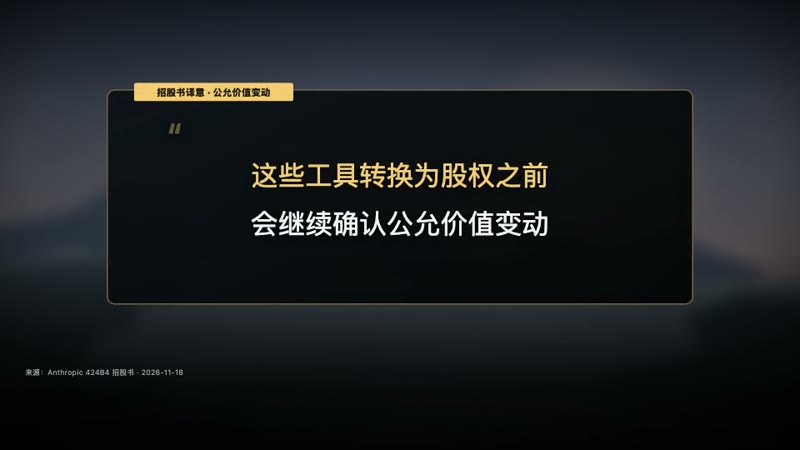 招股书译意 · 公允价值变动
“
这些工具转换为股权之前
会继续确认公允价值变动
来源：Anthropic 424B4 招股书 · 2026-11-18